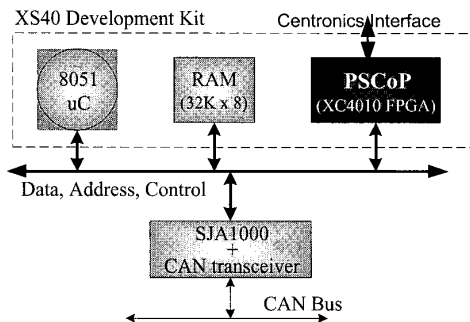 XS40 Development Kit
Centronics Interface
8051
uC
RAM
(32K x 8)
PSCoP
(XC4010 FPGA)
Data, Address, Control
SJA1000
+
CAN transceiver
CAN Bus